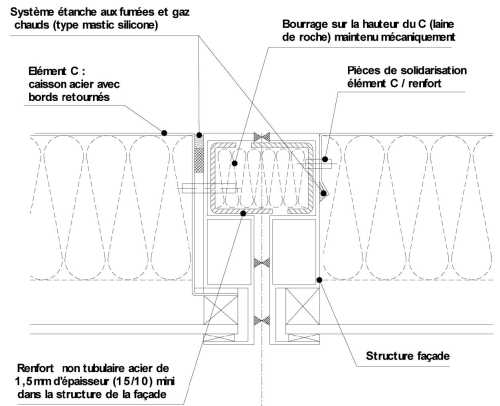 Système étanche aux fumées et gaz
chauds (type mastic silicone)
Bourrage sur la hauteur du C (laine
de roche) maintenu mécaniquement
Elément C :
caisson acier avec
bords retournés
Pièces de solidarisation
élément C / renfort
Structure façade
Renfort non tubulaire acier de
1,5mm d'épaisseur (15/10) mini
dans la structure de la façade